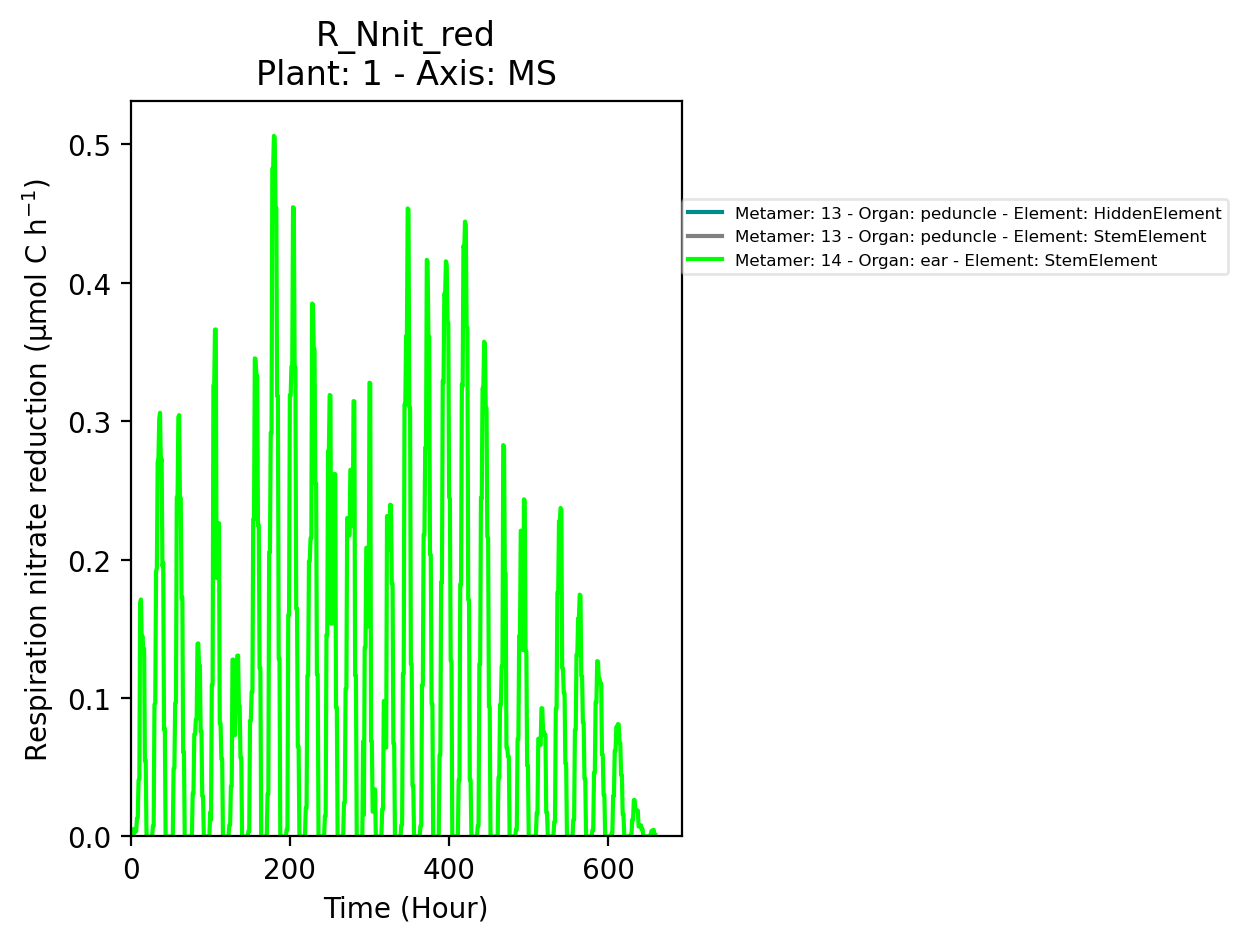 R_Nnit_red
Plant: 1 - Axis: MS
0.5
0.4
0.3
0.2
0.1
0.0
Respiration nitrate reduction (µmol C h⁻¹)
0 200 400 600
Time (Hour)
Metamer: 13 - Organ: peduncle - Element: HiddenElement
Metamer: 13 - Organ: peduncle - Element: StemElement
Metamer: 14 - Organ: ear - Element: StemElement